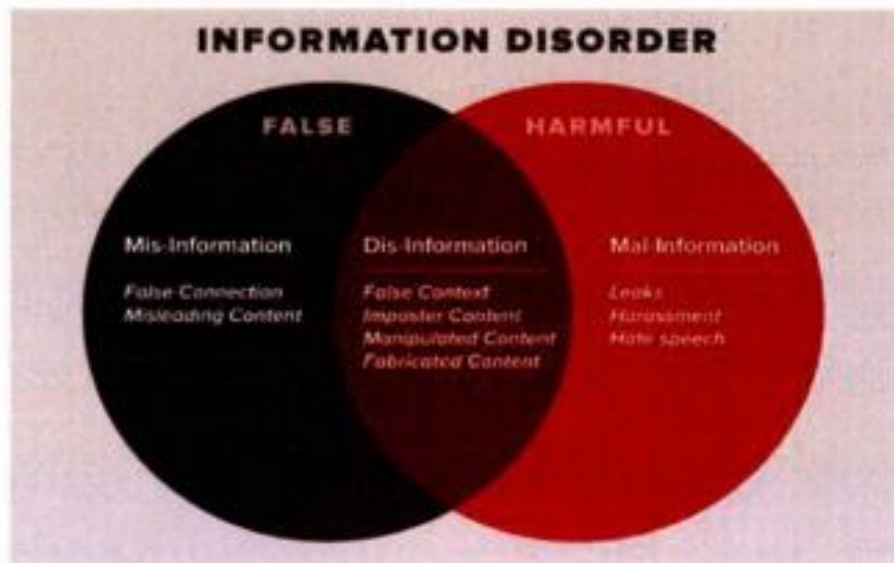 INFORMATION DISORDER
FALSE
HARMFUL
Mis-Information
False Connection
Misleading Content
Dis-Information
False Context
Imposter Content
Manipulated Content
Fabricated Content
Mal-Information
Leaks
Harassment
Hate speech